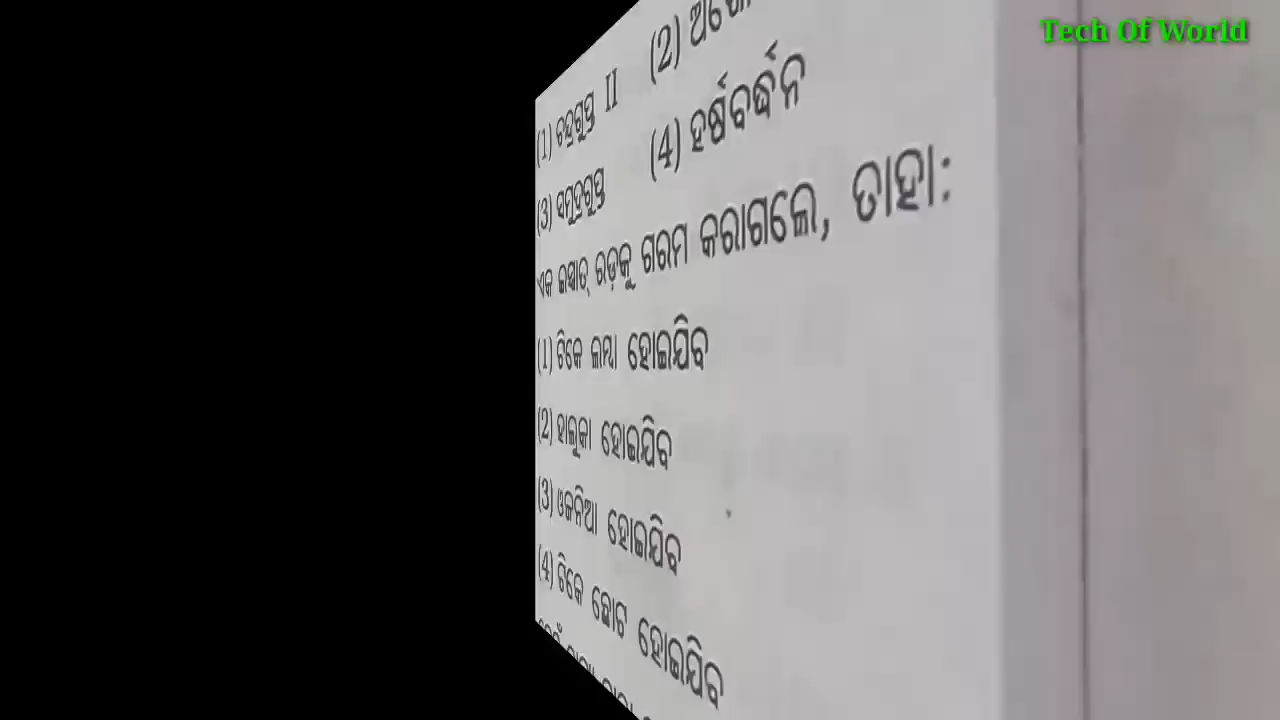 Tech Of World
(1) ଚନ୍ଦ୍ରଗୁପ୍ତ II (2)
(3) ସମୁଦ୍ରଗୁପ୍ତ (4) ହର୍ଷବର୍ଦ୍ଧନ
ଏକ ଇସ୍ପାତ୍ ରଡ଼କୁ ଗରମ କରାଗଲେ, ତାହା:
(1) ଟିକେ ଲମ୍ବା ହୋଇଯିବ
(2) ହାଲୁକା ହୋଇଯିବ
(3) ଓଜନିଆ ହୋଇଯିବ
(4) ଟିକେ ଛୋଟ ହୋଇଯିବ